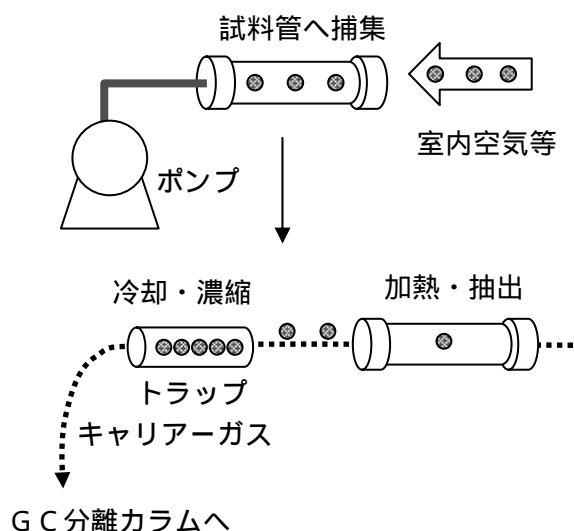 試料管へ捕集
室内空気等
ポンプ
冷却・濃縮
加熱・抽出
トラップ
キャリアーガス
ＧＣ分離カラムへ